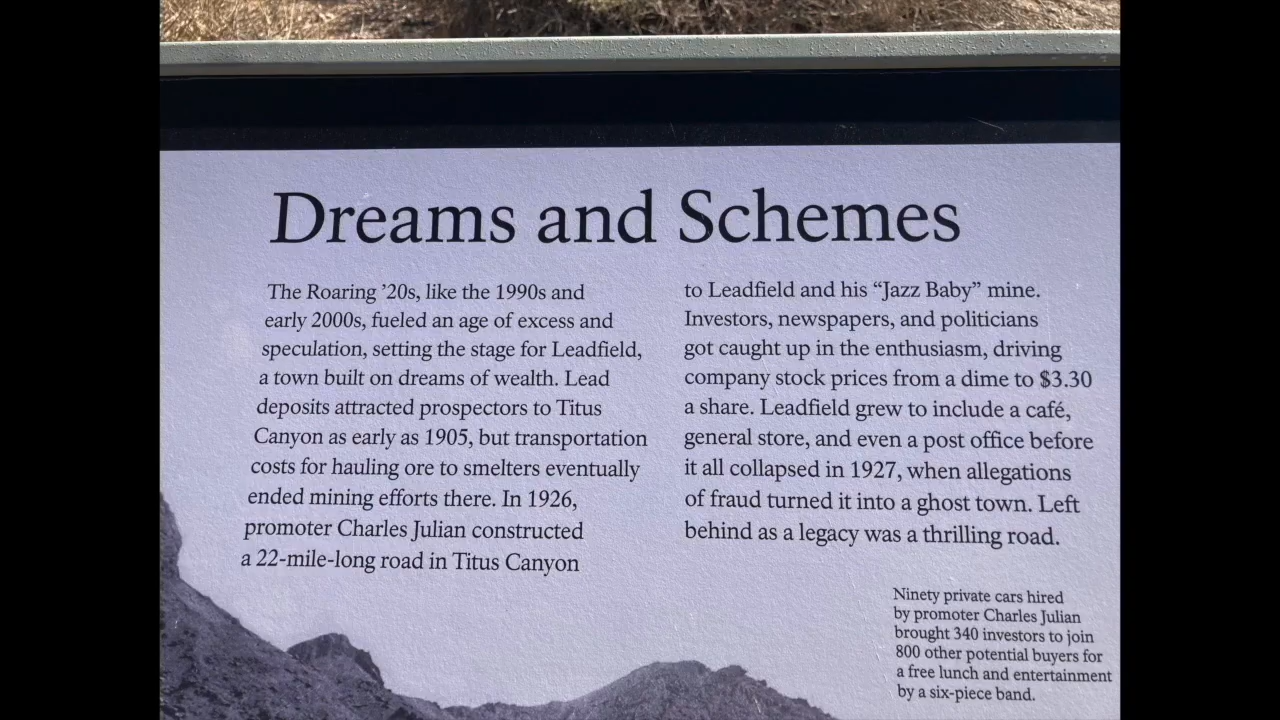 Dreams and Schemes
The Roaring ’20s, like the 1990s and
early 2000s, fueled an age of excess and
speculation, setting the stage for Leadfield,
a town built on dreams of wealth. Lead
deposits attracted prospectors to Titus
Canyon as early as 1905, but transportation
costs for hauling ore to smelters eventually
ended mining efforts there. In 1926,
promoter Charles Julian constructed
a 22-mile-long road in Titus Canyon
to Leadfield and his “Jazz Baby” mine.
Investors, newspapers, and politicians
got caught up in the enthusiasm, driving
company stock prices from a dime to $3.30
a share. Leadfield grew to include a café,
general store, and even a post office before
it all collapsed in 1927, when allegations
of fraud turned it into a ghost town. Left
behind as a legacy was a thrilling road.
Ninety private cars hired
by promoter Charles Julian
brought 340 investors to join
800 other potential buyers for
a free lunch and entertainment
by a six-piece band.